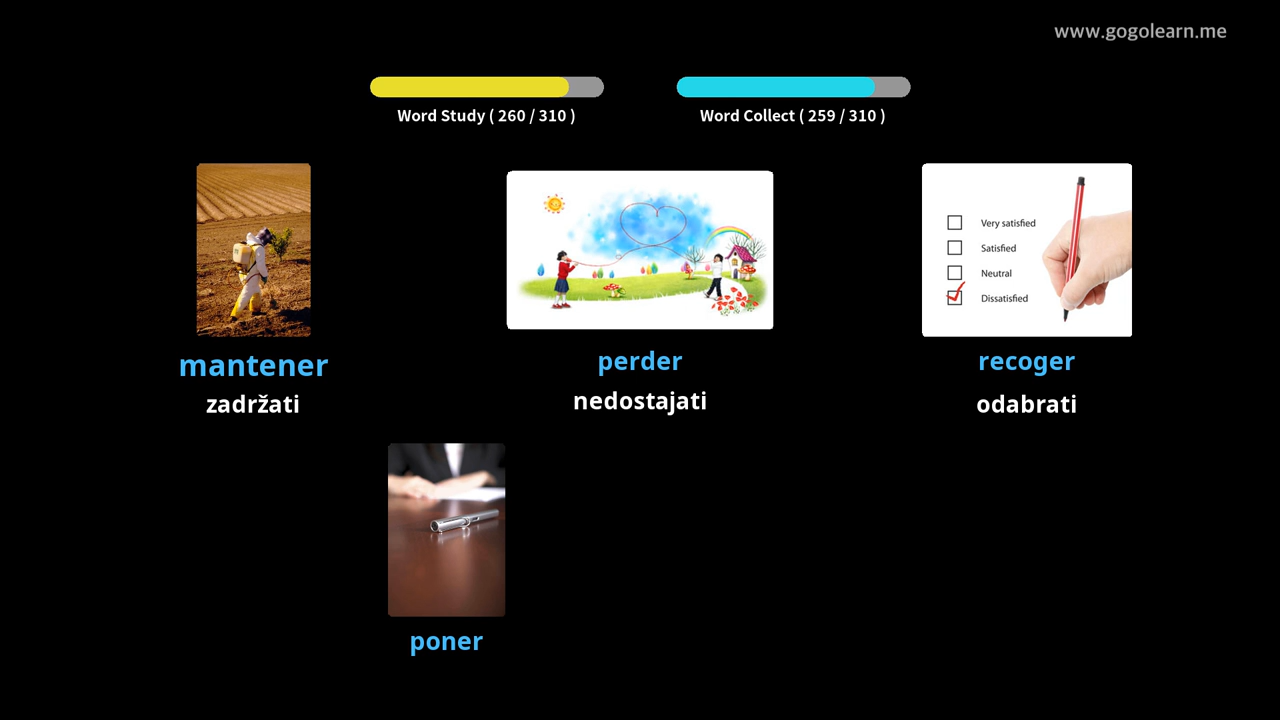 www.gogolearn.me
Word Study ( 260 / 310 )
Word Collect ( 259 / 310 )
Very satisfied
Satisfied
Neutral
Dissatisfied
mantener
perder
recoger
zadržati
nedostajati
odabrati
poner